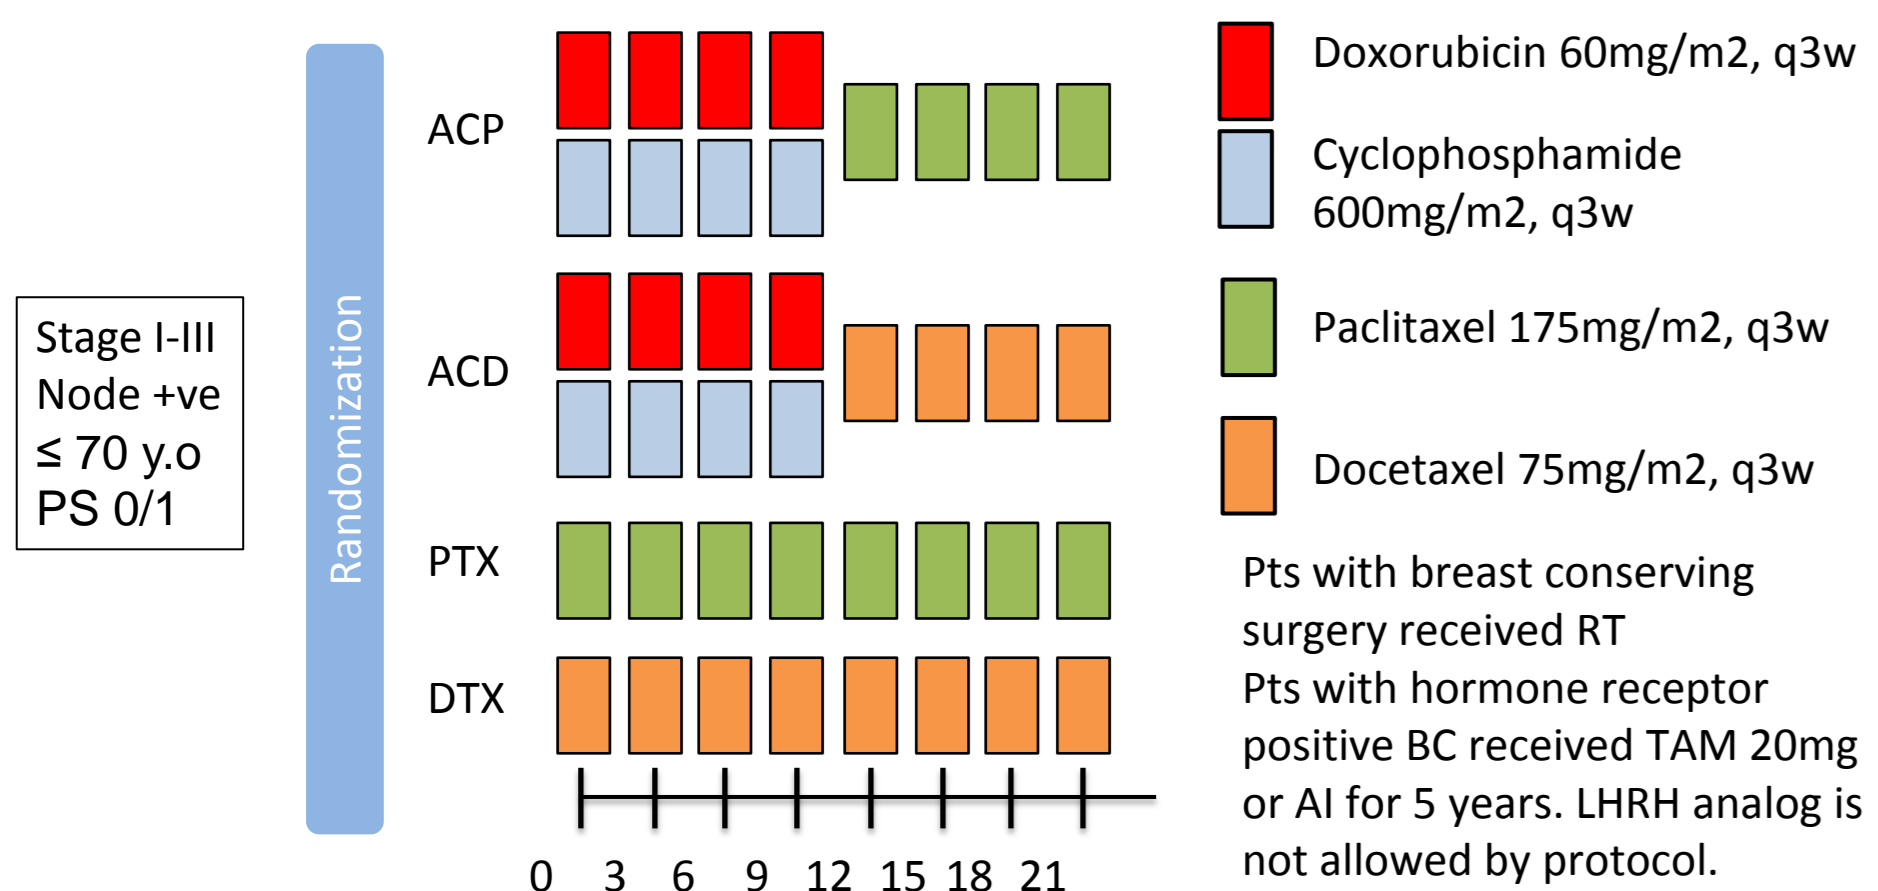 Stage I-III
Node +ve
≤ 70 y.o
PS 0/1
Randomization
ACP
ACD
PTX
DTX
0 3 6 9 12 15 18 21
Doxorubicin 60mg/m2, q3w
Cyclophosphamide
600mg/m2, q3w
Paclitaxel 175mg/m2, q3w
Docetaxel 75mg/m2, q3w
Pts with breast conserving
surgery received RT
Pts with hormone receptor
positive BC received TAM 20mg
or AI for 5 years. LHRH analog is
not allowed by protocol.